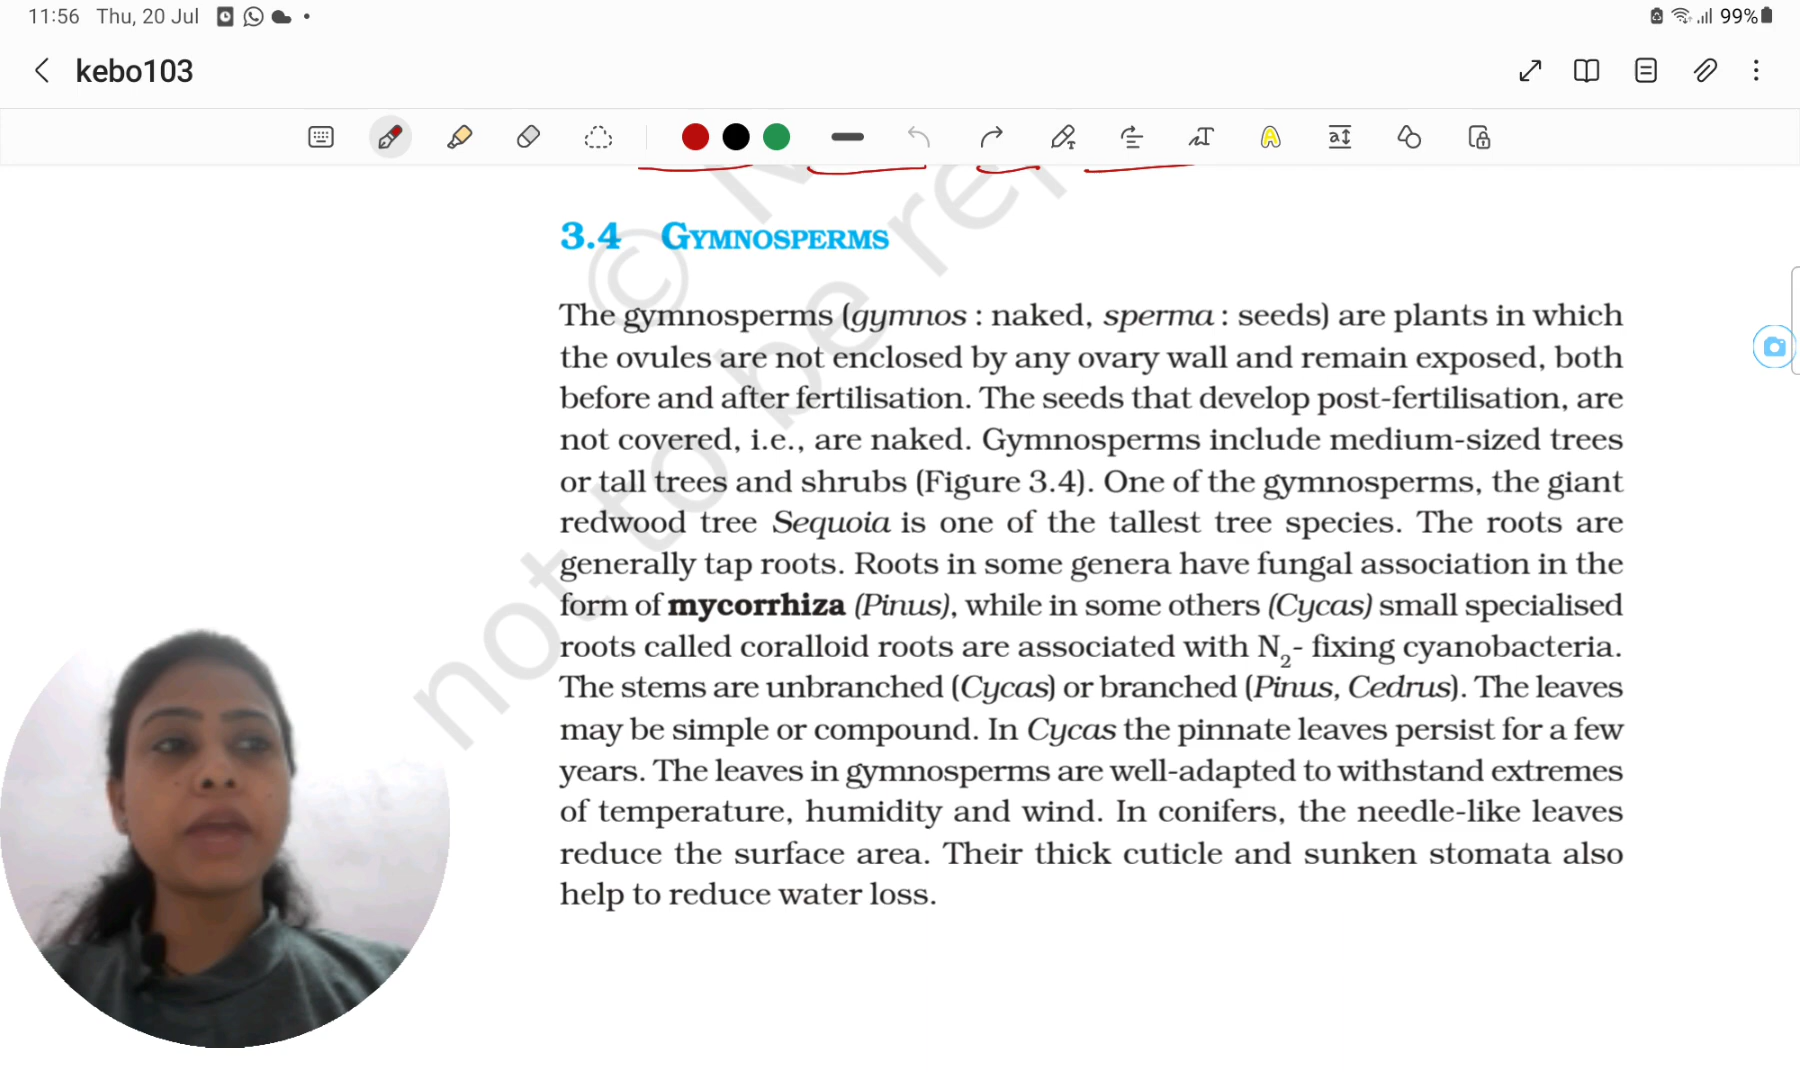 11:56 Thu, 20 Jul
99%
kebo103
3.4 GYMNOSPERMS
The gymnosperms (gymnos : naked, sperma : seeds) are plants in which
the ovules are not enclosed by any ovary wall and remain exposed, both
before and after fertilisation. The seeds that develop post-fertilisation, are
not covered, i.e., are naked. Gymnosperms include medium-sized trees
or tall trees and shrubs (Figure 3.4). One of the gymnosperms, the giant
redwood tree Sequoia is one of the tallest tree species. The roots are
generally tap roots. Roots in some genera have fungal association in the
form of mycorrhiza (Pinus), while in some others (Cycas) small specialised
roots called coralloid roots are associated with N₂- fixing cyanobacteria.
The stems are unbranched (Cycas) or branched (Pinus, Cedrus). The leaves
may be simple or compound. In Cycas the pinnate leaves persist for a few
years. The leaves in gymnosperms are well-adapted to withstand extremes
of temperature, humidity and wind. In conifers, the needle-like leaves
reduce the surface area. Their thick cuticle and sunken stomata also
help to reduce water loss.
not to be rep
©